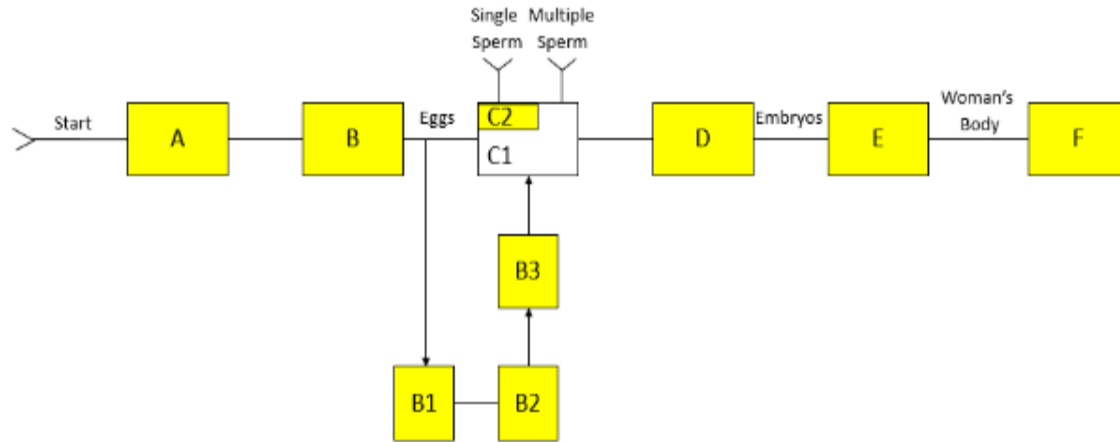 Single Multiple
Sperm Sperm
Start
A
B
Eggs
C2
C1
D
Embryos
E
Woman's
Body
F
B3
B1
B2